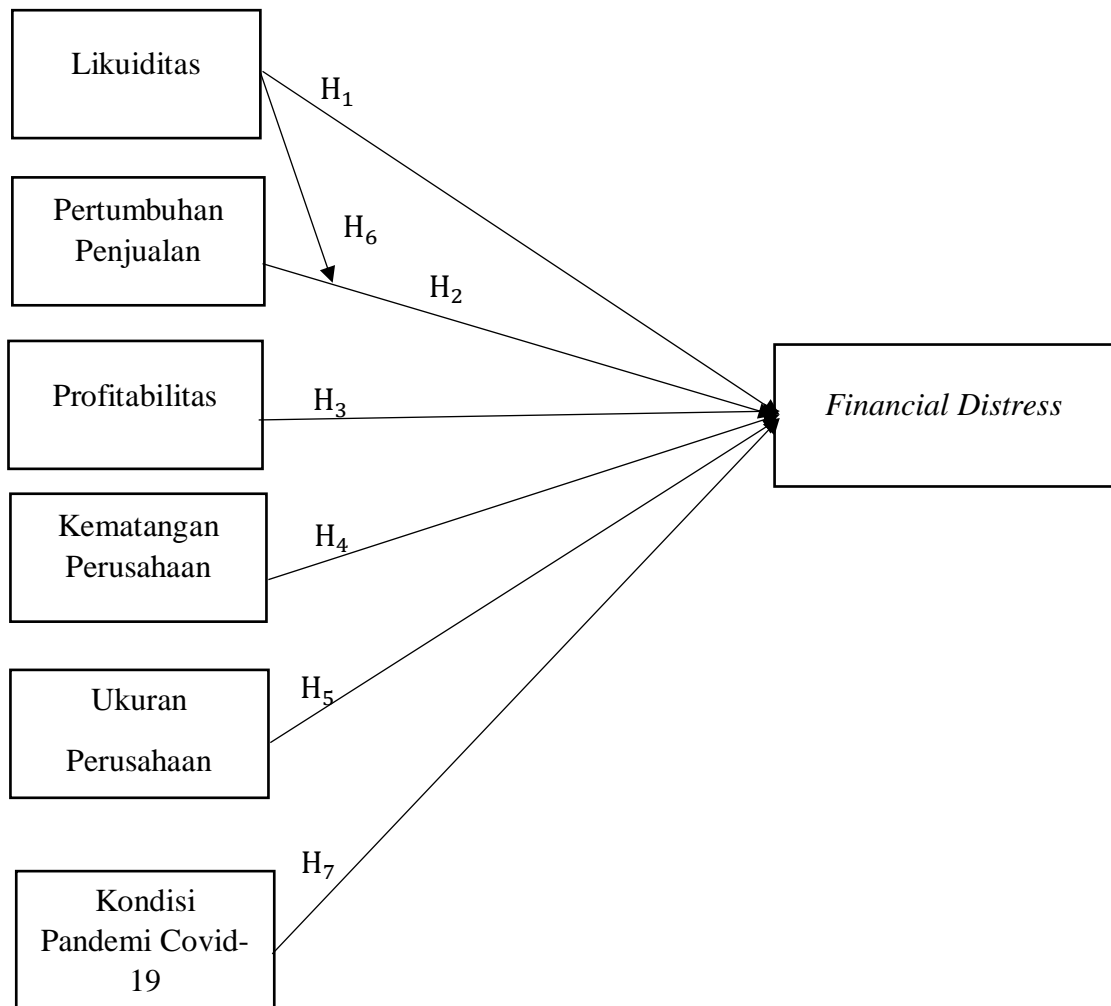 Likuiditas
H₁
Pertumbuhan
Penjualan
H₆
H₂
Profitabilitas
H₃
Financial Distress
Kematangan
Perusahaan
H₄
Ukuran
Perusahaan
H₅
Kondisi
Pandemi Covid-
19
H₇